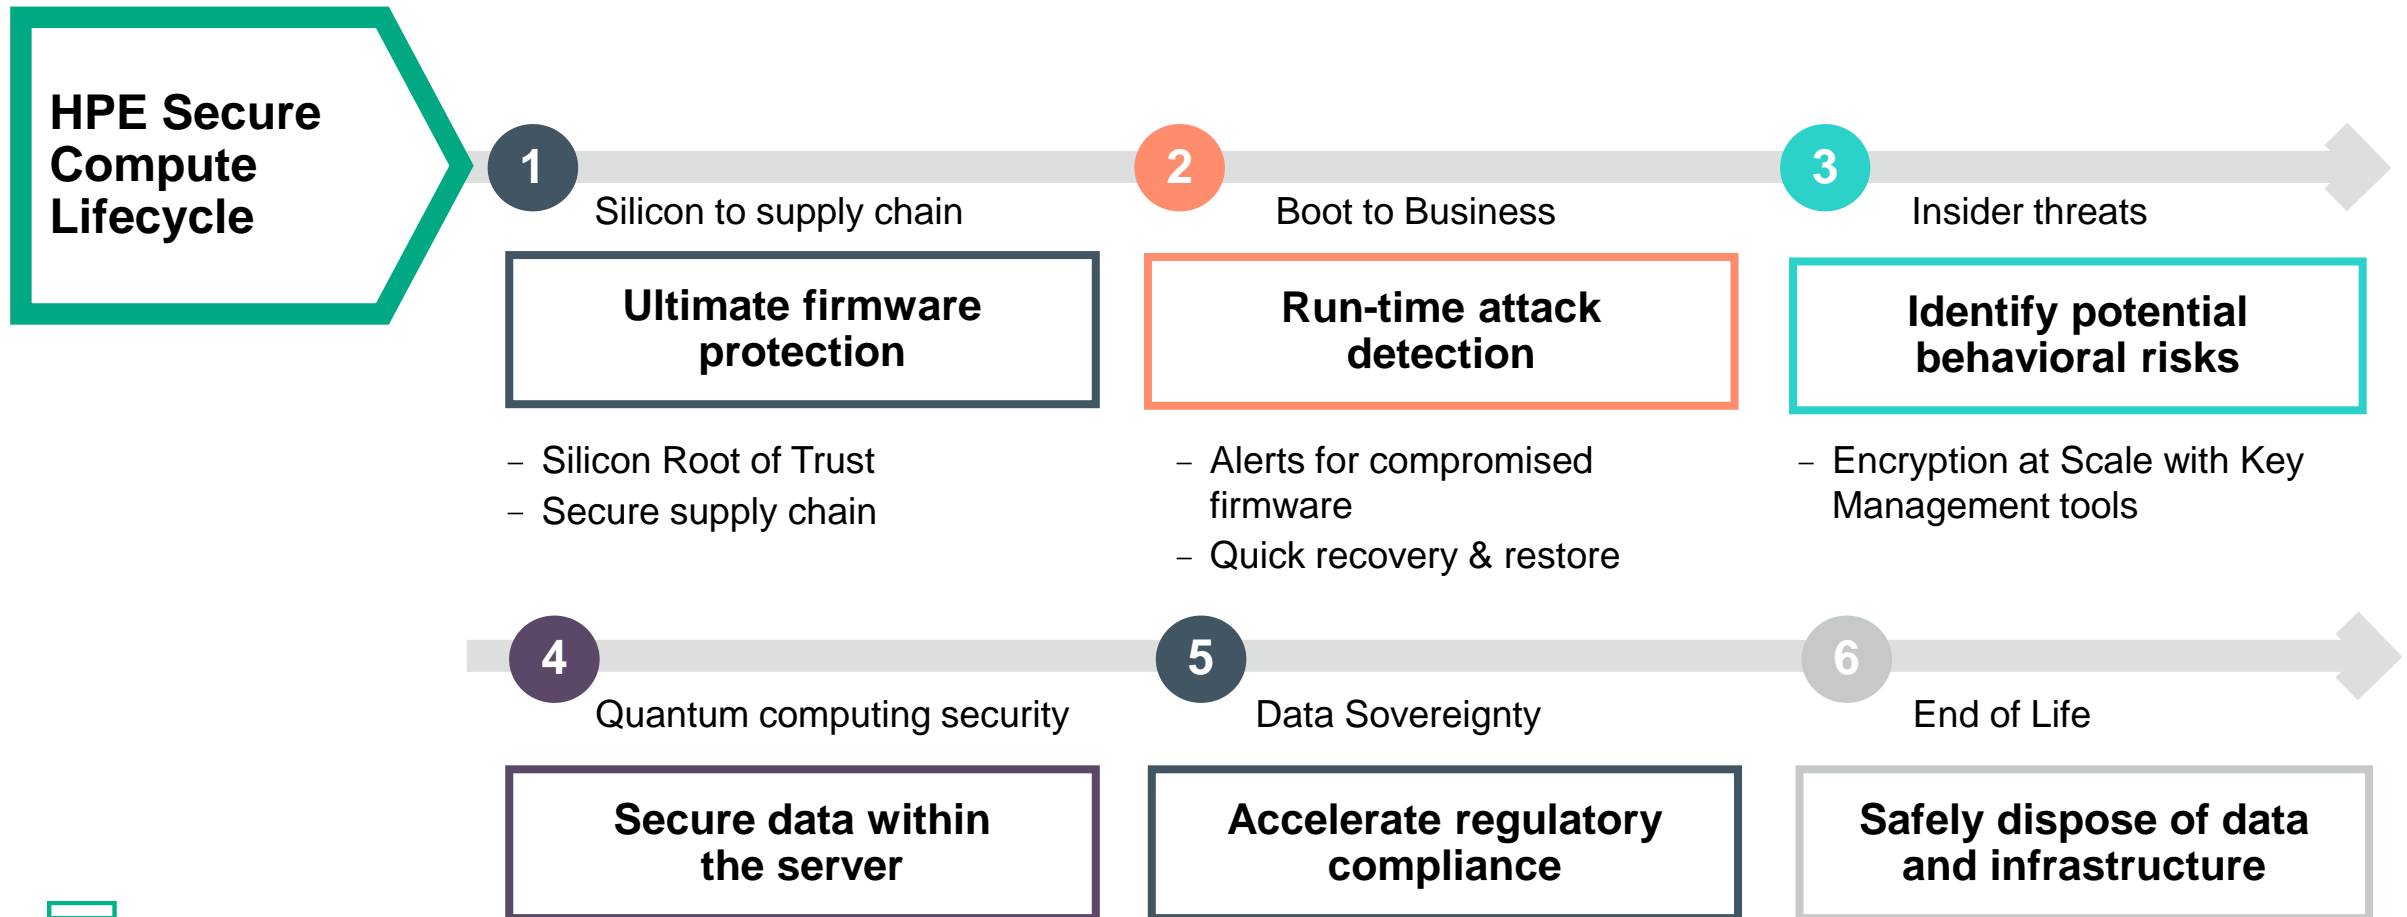 HPE Secure
Compute
Lifecycle
1
2
3
Silicon to supply chain
Boot to Business
Insider threats
Ultimate firmware
protection
Run-time attack
detection
Identify potential
behavioral risks
– Silicon Root of Trust
– Secure supply chain
– Alerts for compromised
firmware
– Quick recovery & restore
– Encryption at Scale with Key
Management tools
4
5
6
Quantum computing security
Data Sovereignty
End of Life
Secure data within
the server
Accelerate regulatory
compliance
Safely dispose of data
and infrastructure